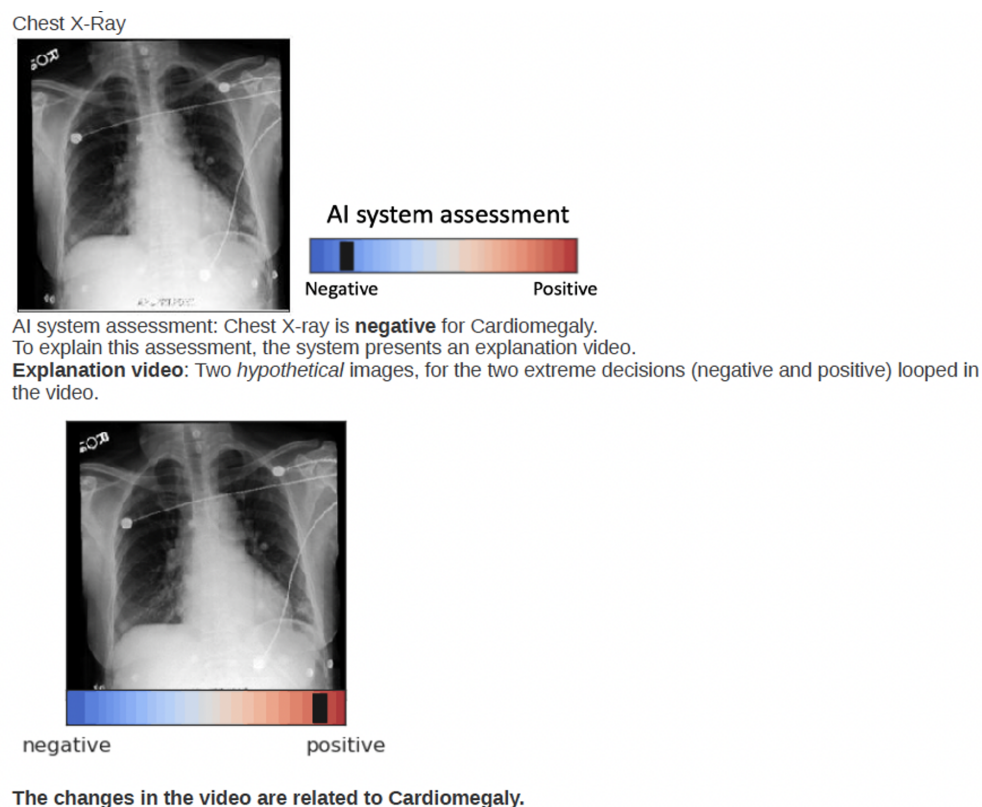 Chest X-Ray
AI system assessment
Negative Positive
AI system assessment: Chest X-ray is negative for Cardiomegaly.
To explain this assessment, the system presents an explanation video.
Explanation video: Two hypothetical images, for the two extreme decisions (negative and positive) looped in
the video.
negative positive
The changes in the video are related to Cardiomegaly.